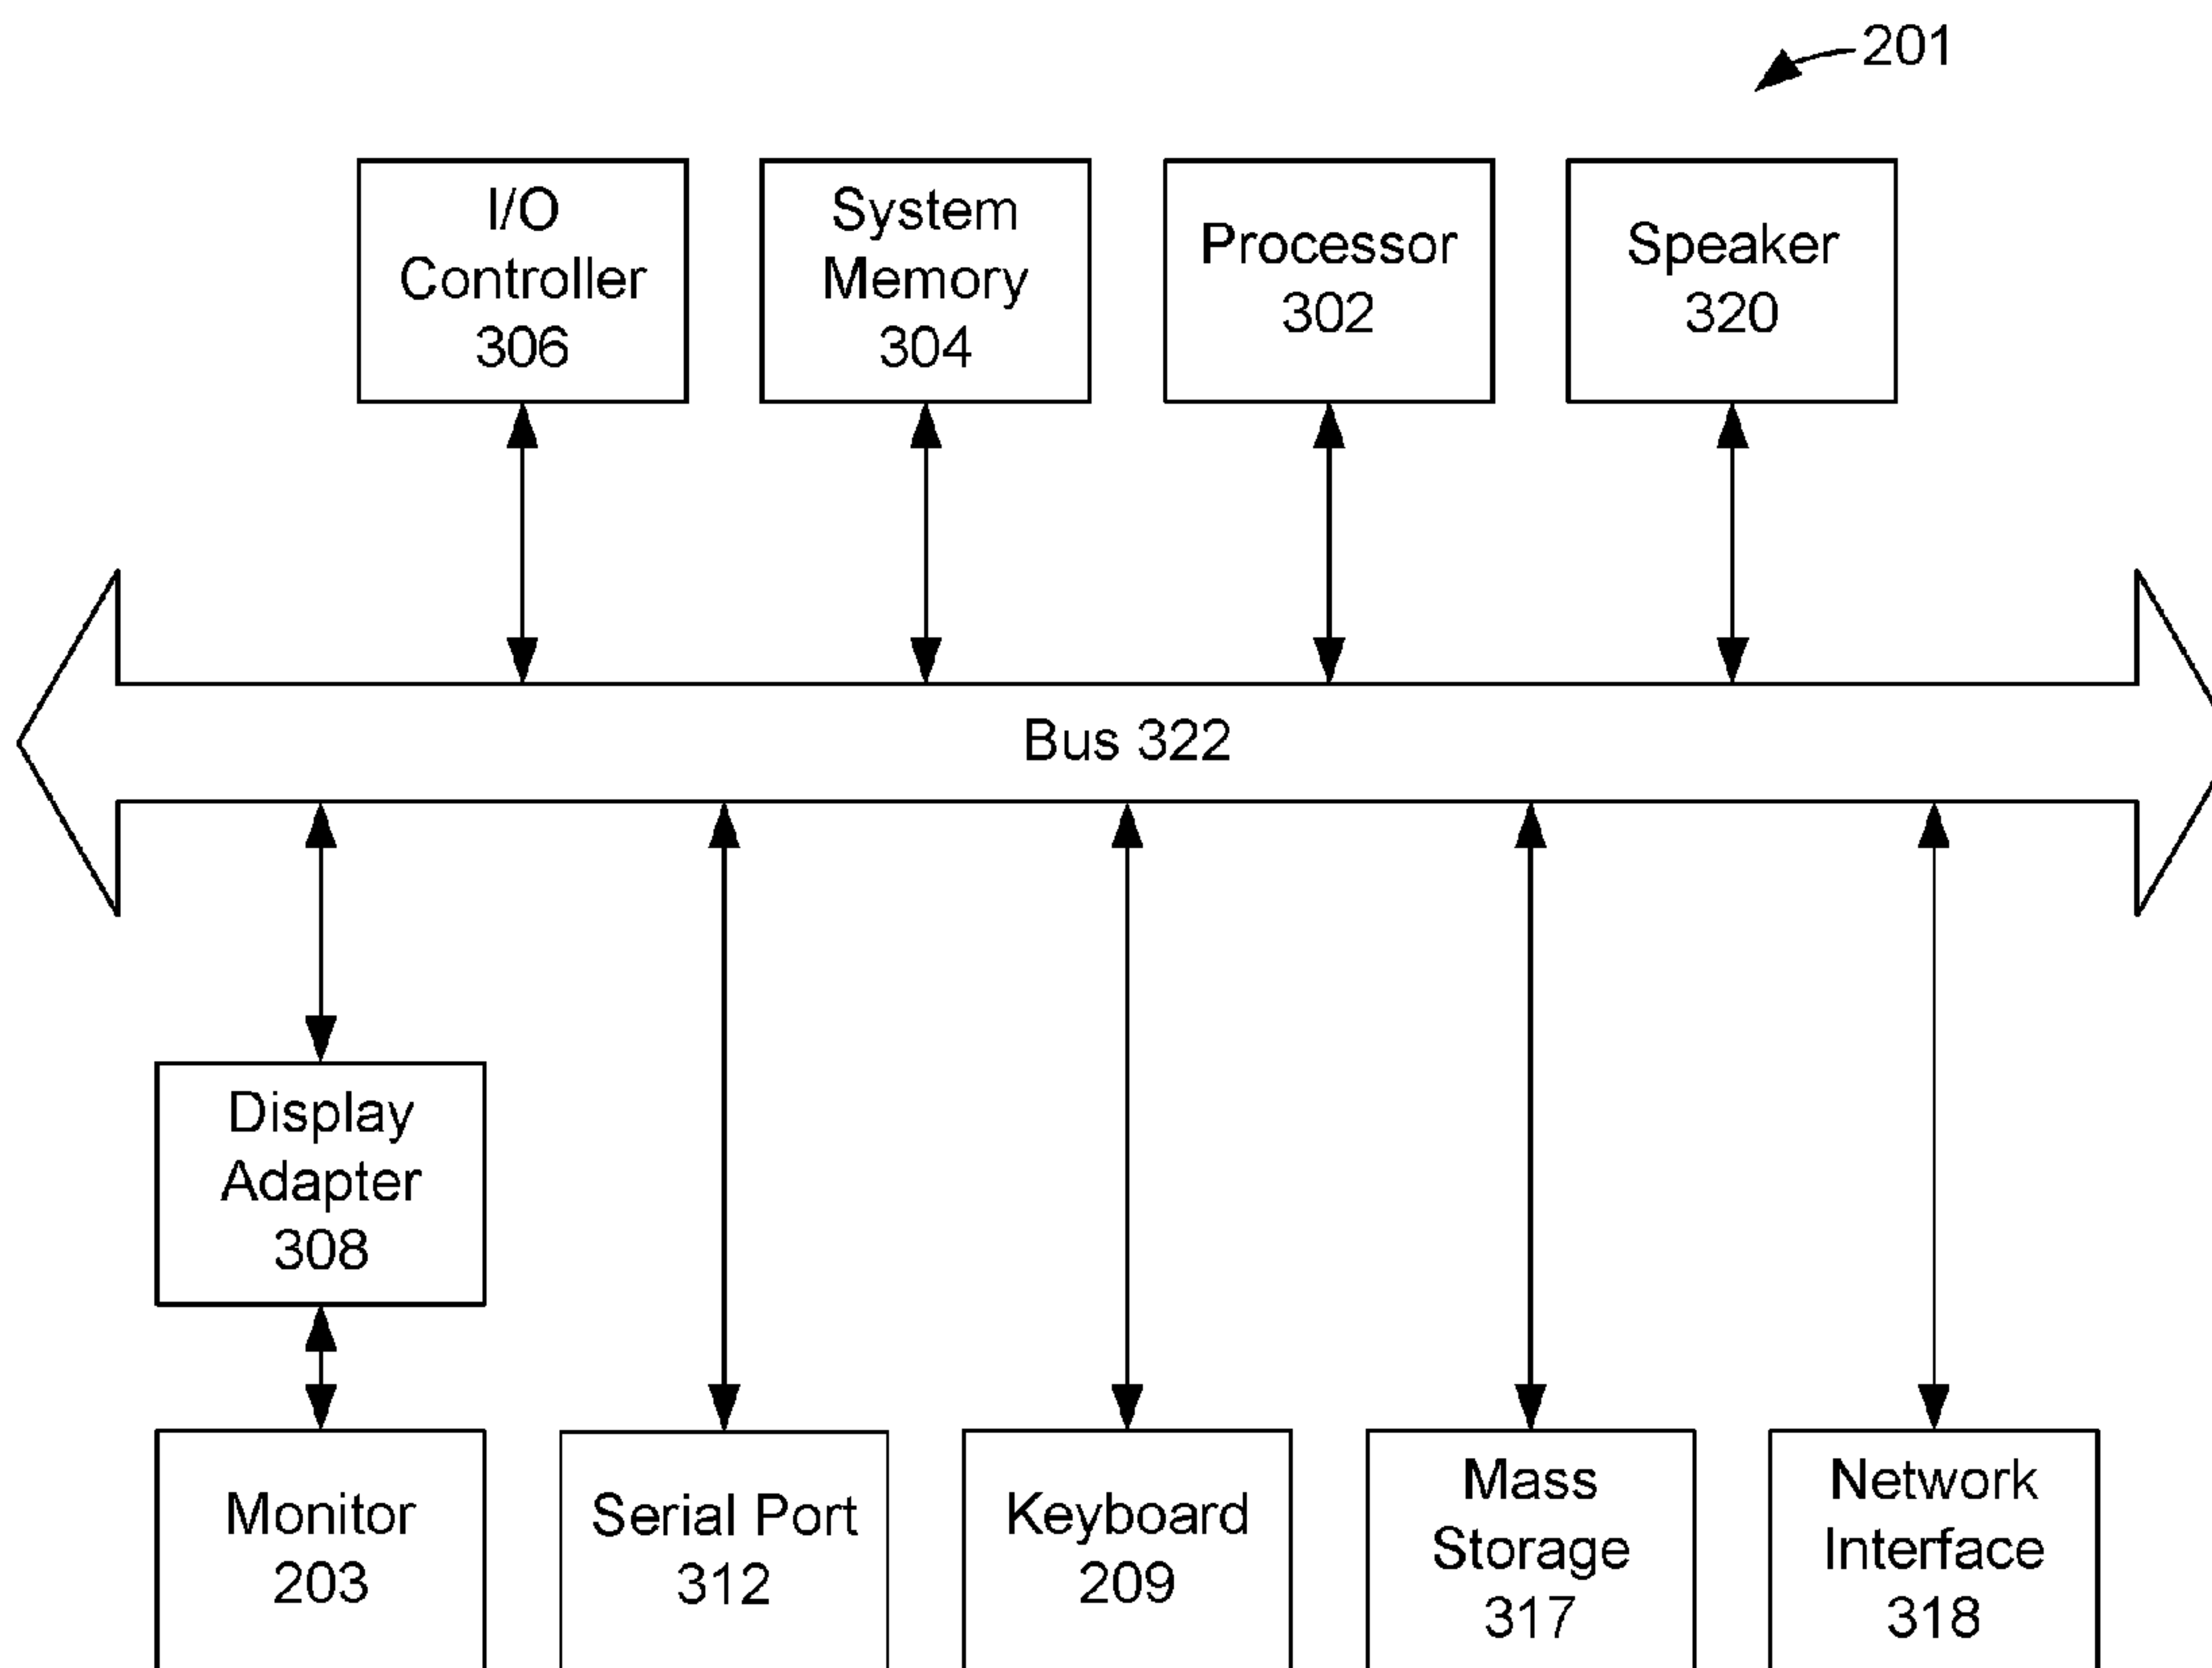 201
I/O
Controller
306
System
Memory
304
Processor
302
Speaker
320
Bus 322
Display
Adapter
308
Monitor
203
Serial Port
312
Keyboard
209
Mass
Storage
317
Network
Interface
318